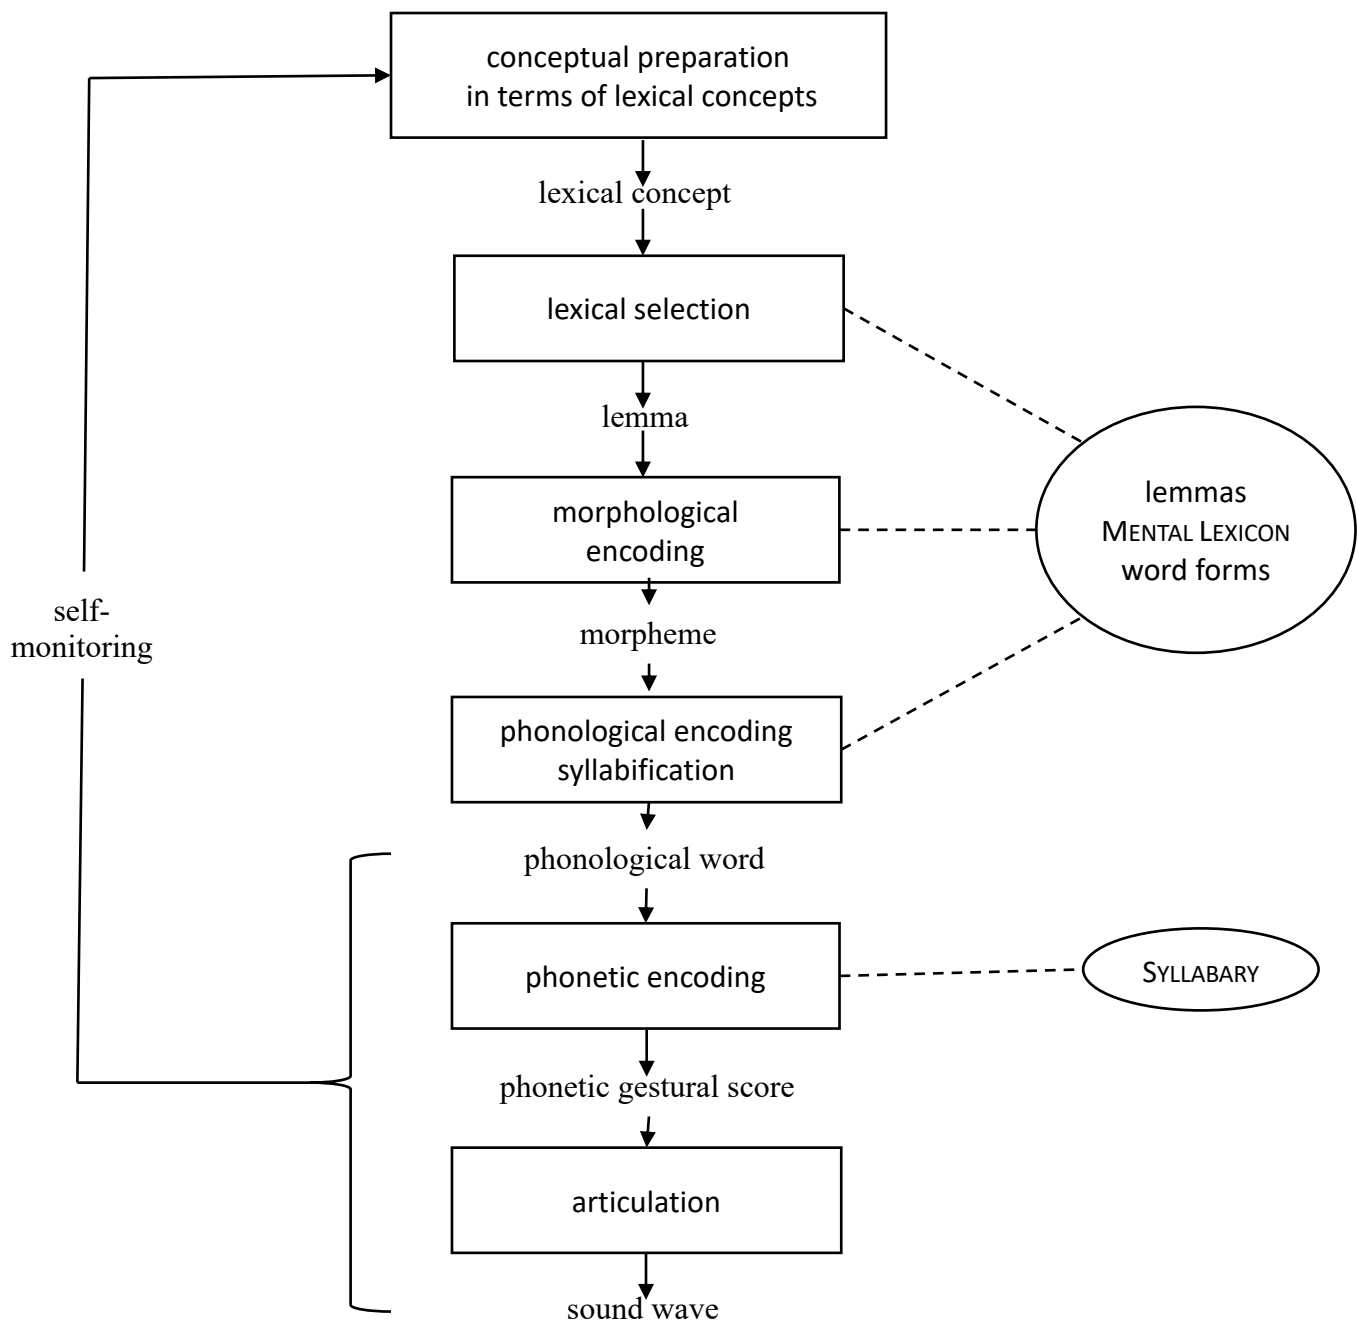 conceptual preparation
in terms of lexical concepts
lexical concept
lexical selection
lemma
morphological
encoding
lemmas
MENTAL LEXICON
word forms
self-
monitoring
morpheme
phonological encoding
syllabification
phonological word
phonetic encoding
SYLLABARY
phonetic gestural score
articulation
sound wave